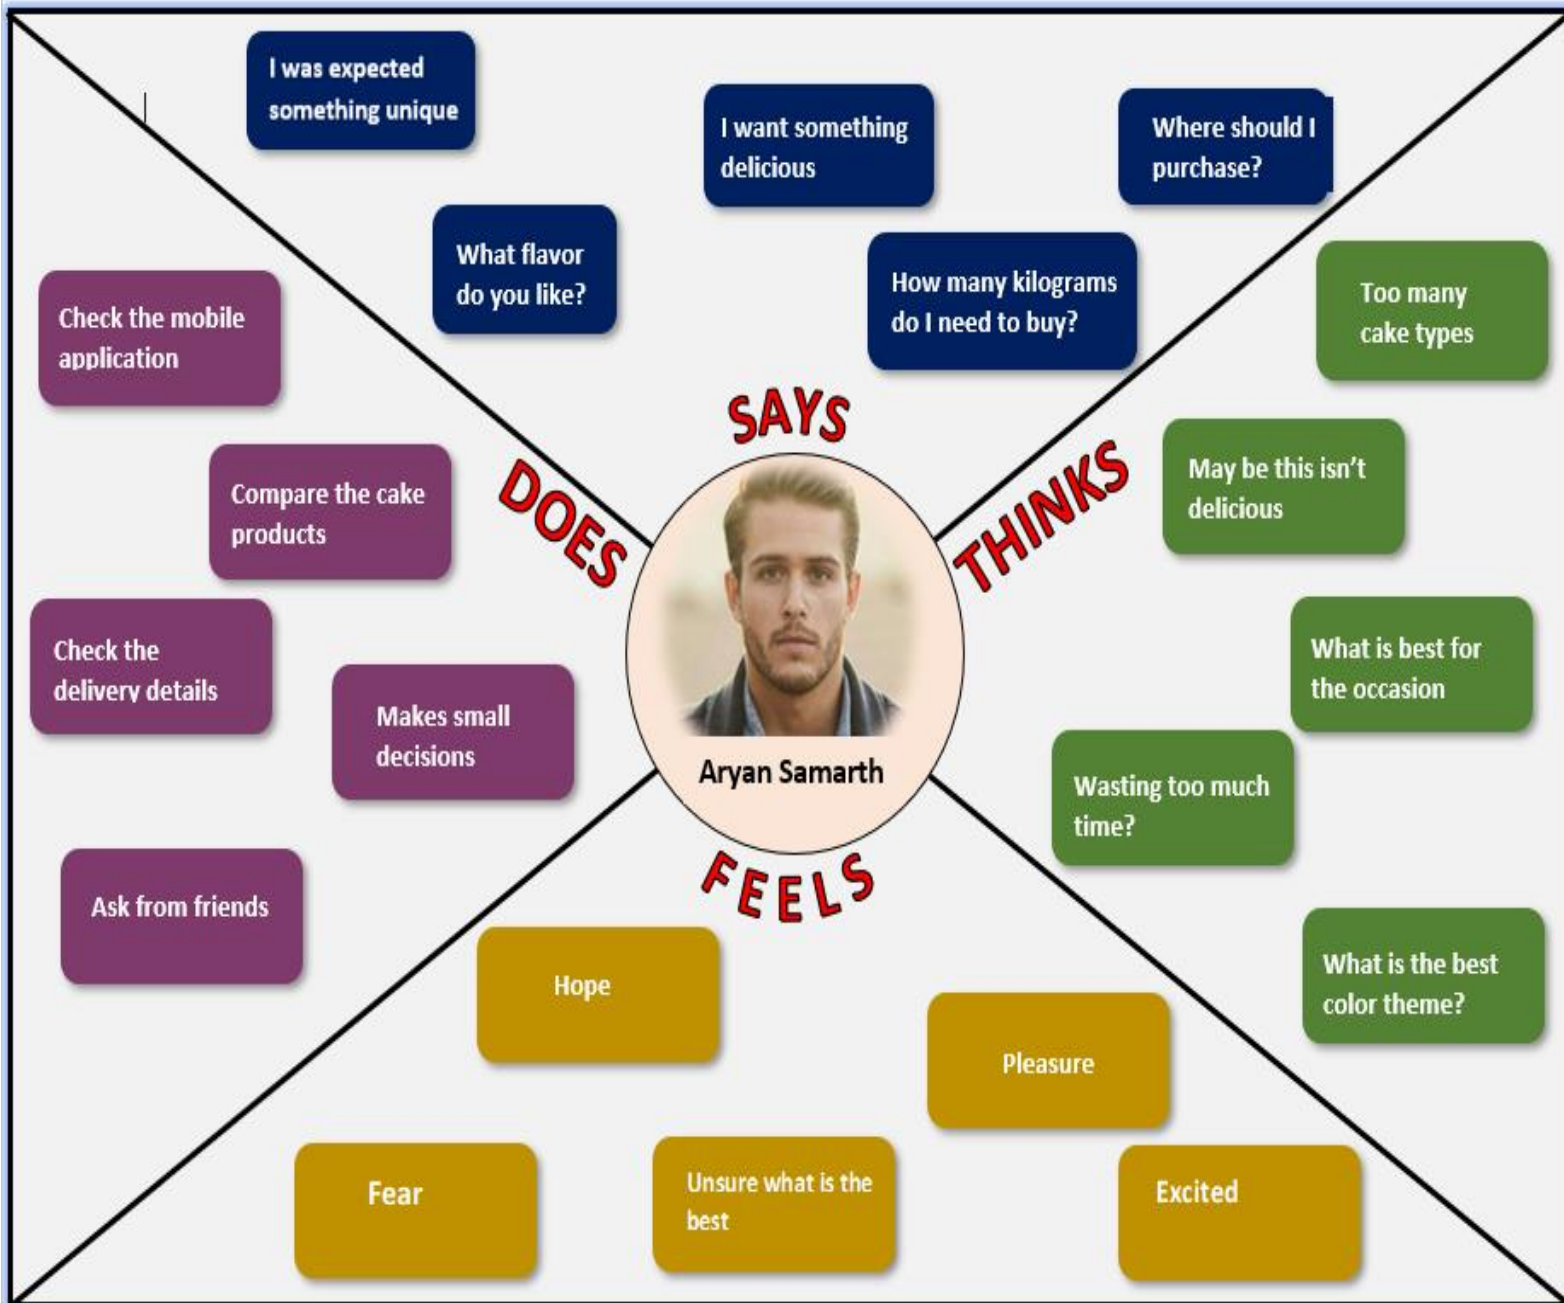 I was expected
something unique
I want something
delicious
Where should I
purchase?
What flavor
do you like?
How many kilograms
do I need to buy?
SAYS
Check the mobile
application
Compare the cake
products
Check the
delivery details
Makes small
decisions
Ask from friends
DOES
THINKS
Too many
cake types
May be this isn't
delicious
What is best for
the occasion
Wasting too much
time?
What is the best
color theme?
Aryan Samarth
FEELS
Hope
Pleasure
Fear
Unsure what is the
best
Excited